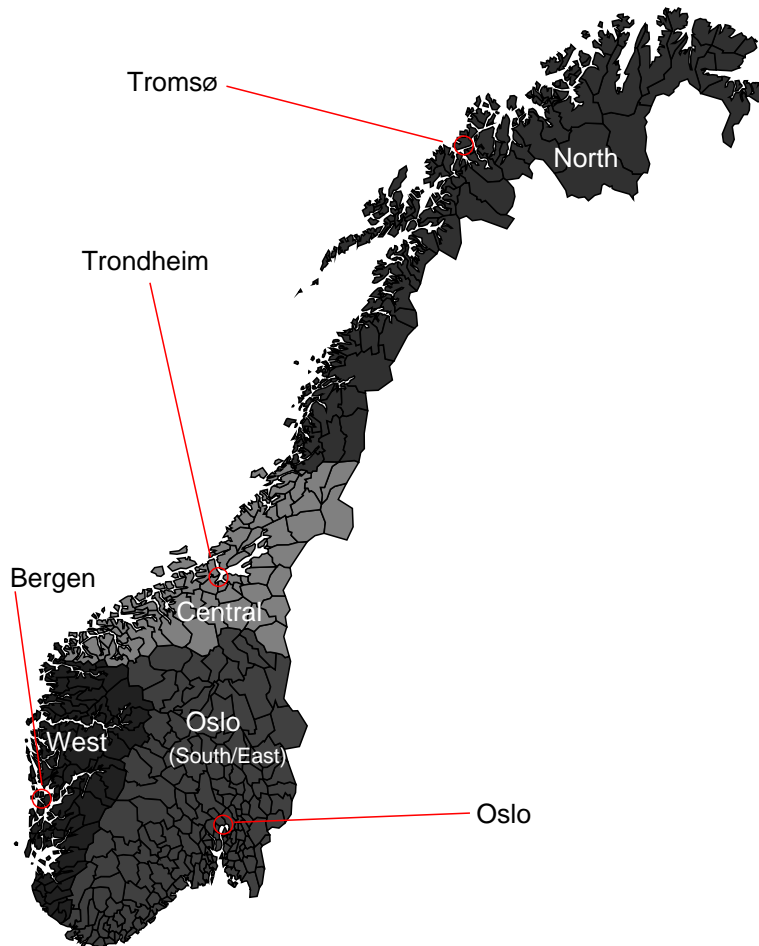 Tromsø
North
Trondheim
Bergen
Central
West
Oslo
(South/East)
Oslo